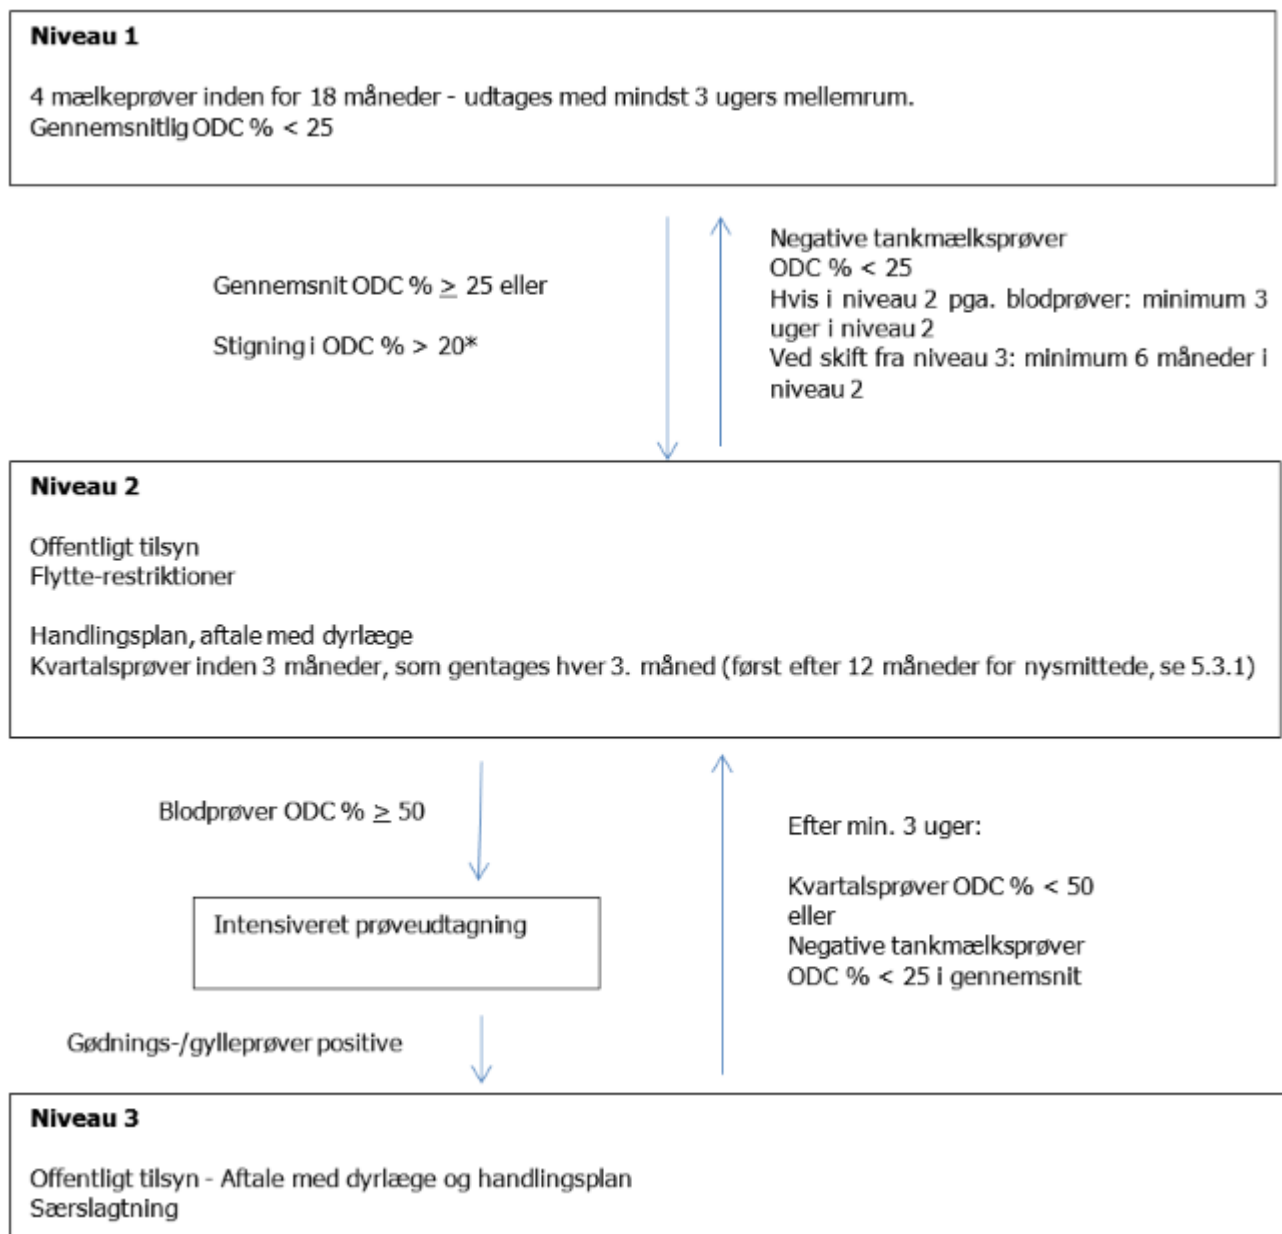 Niveau 1
4 mælkeprøver inden for 18 måneder - udtages med mindst 3 ugers mellemrum.
Gennemsnitlig ODC % < 25
Gennemsnit ODC % ≥ 25 eller
Stigning i ODC % > 20*
Negative tankmælksprøver
ODC % < 25
Hvis i niveau 2 pga. blodprøver: minimum 3
uger i niveau 2
Ved skift fra niveau 3: minimum 6 måneder i
niveau 2
Niveau 2
Offentligt tilsyn
Flytte-restriktioner
Handlingsplan, aftale med dyrlæge
Kvartalsprøver inden 3 måneder, som gentages hver 3. måned (først efter 12 måneder for nysmittede, se 5.3.1)
Blodprøver ODC % ≥ 50
Intensiveret prøveudtagning
Gødnings-/gylleprøver positive
Efter min. 3 uger:
Kvartalsprøver ODC % < 50
eller
Negative tankmælksprøver
ODC % < 25 i gennemsnit
Niveau 3
Offentligt tilsyn - Aftale med dyrlæge og handlingsplan
Særslagtning